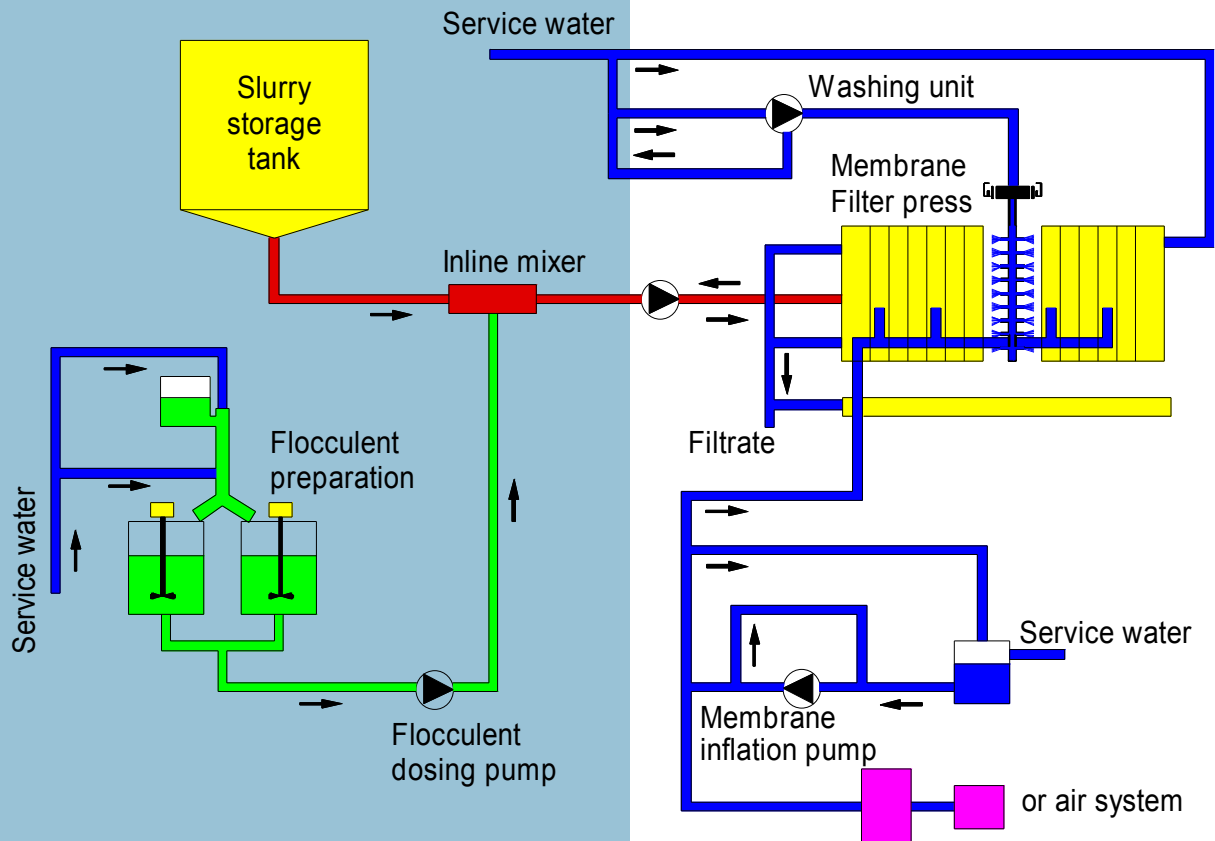 Service water
Slurry
storage
tank
Washing unit
Membrane
Filter press
Inline mixer
Filtrate
Flocculent
preparation
Service water
Service water
Membrane
inflation pump
Flocculent
dosing pump
or air system